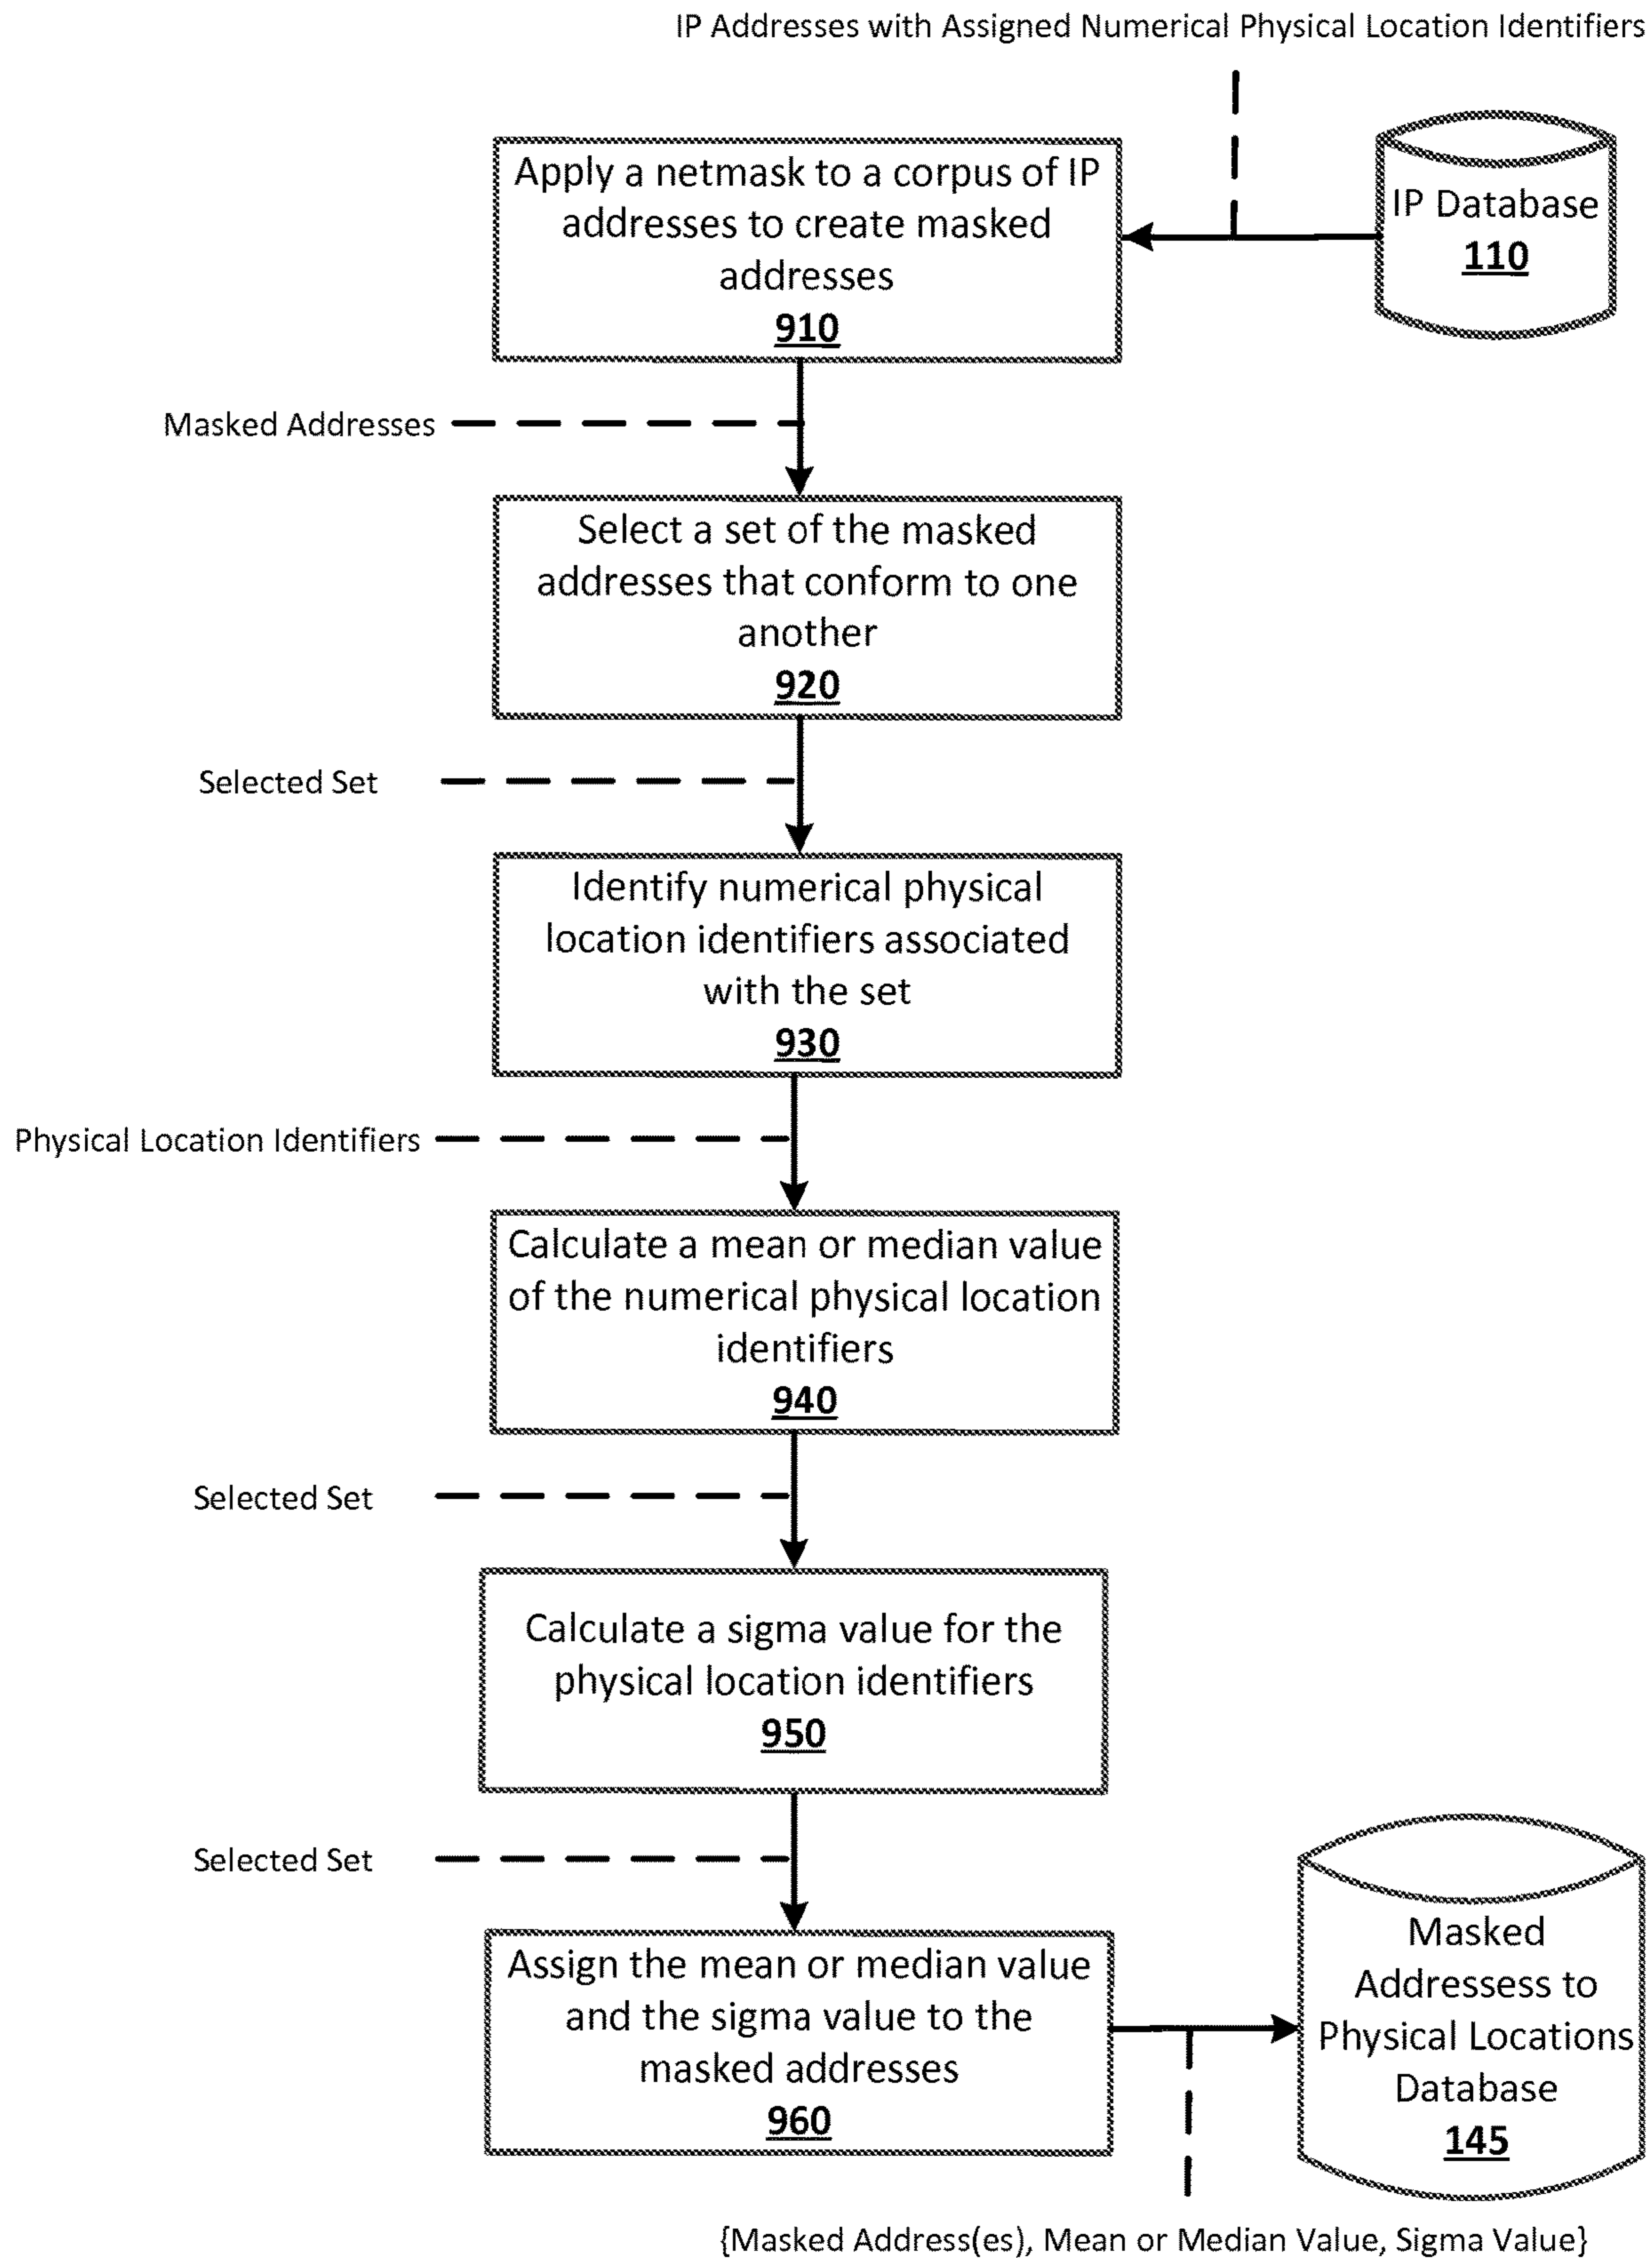 IP Addresses with Assigned Numerical Physical Location Identifiers
Apply a netmask to a corpus of IP
addresses to create masked
addresses
910
IP Database
110
Masked Addresses
Select a set of the masked
addresses that conform to one
another
920
Selected Set
Identify numerical physical
location identifiers associated
with the set
930
Physical Location Identifiers
Calculate a mean or median value
of the numerical physical location
identifiers
940
Selected Set
Calculate a sigma value for the
physical location identifiers
950
Selected Set
Assign the mean or median value
and the sigma value to the
masked addresses
960
Masked
Addressess to
Physical Locations
Database
145
{Masked Address(es), Mean or Median Value, Sigma Value}